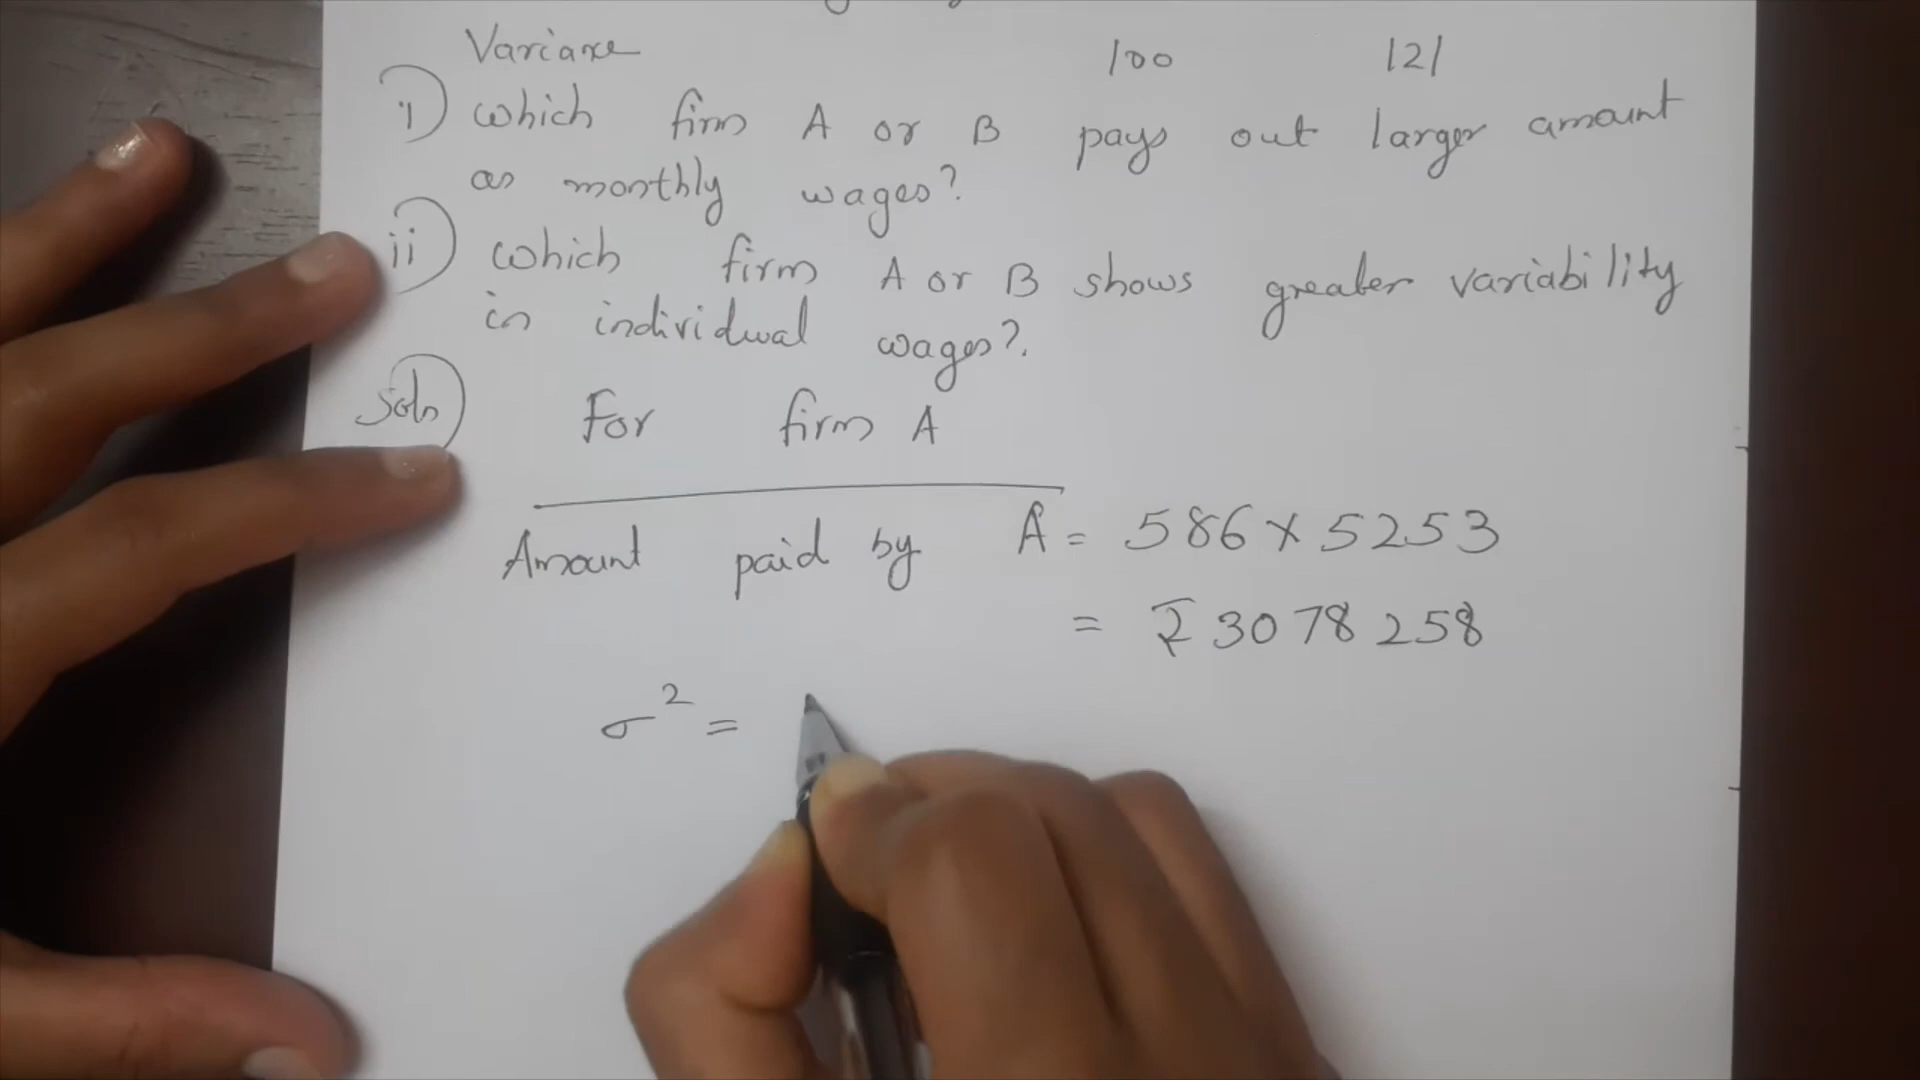 Variance 100 121
i) which firm A or B pays out larger amount
as monthly wages?
ii) which firm A or B shows greater variability
in individual wages?.
Soln) For firm A
Amount paid by A = 586 × 5253
= ₹ 3078258
σ² =